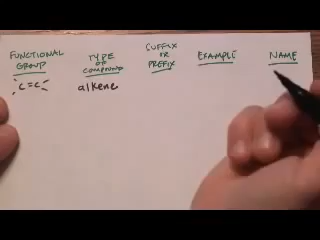 FUNCTIONAL GROUP
TYPE OF COMPOUND
SUFFIX OR PREFIX
EXAMPLE
NAME
C=C
alkene